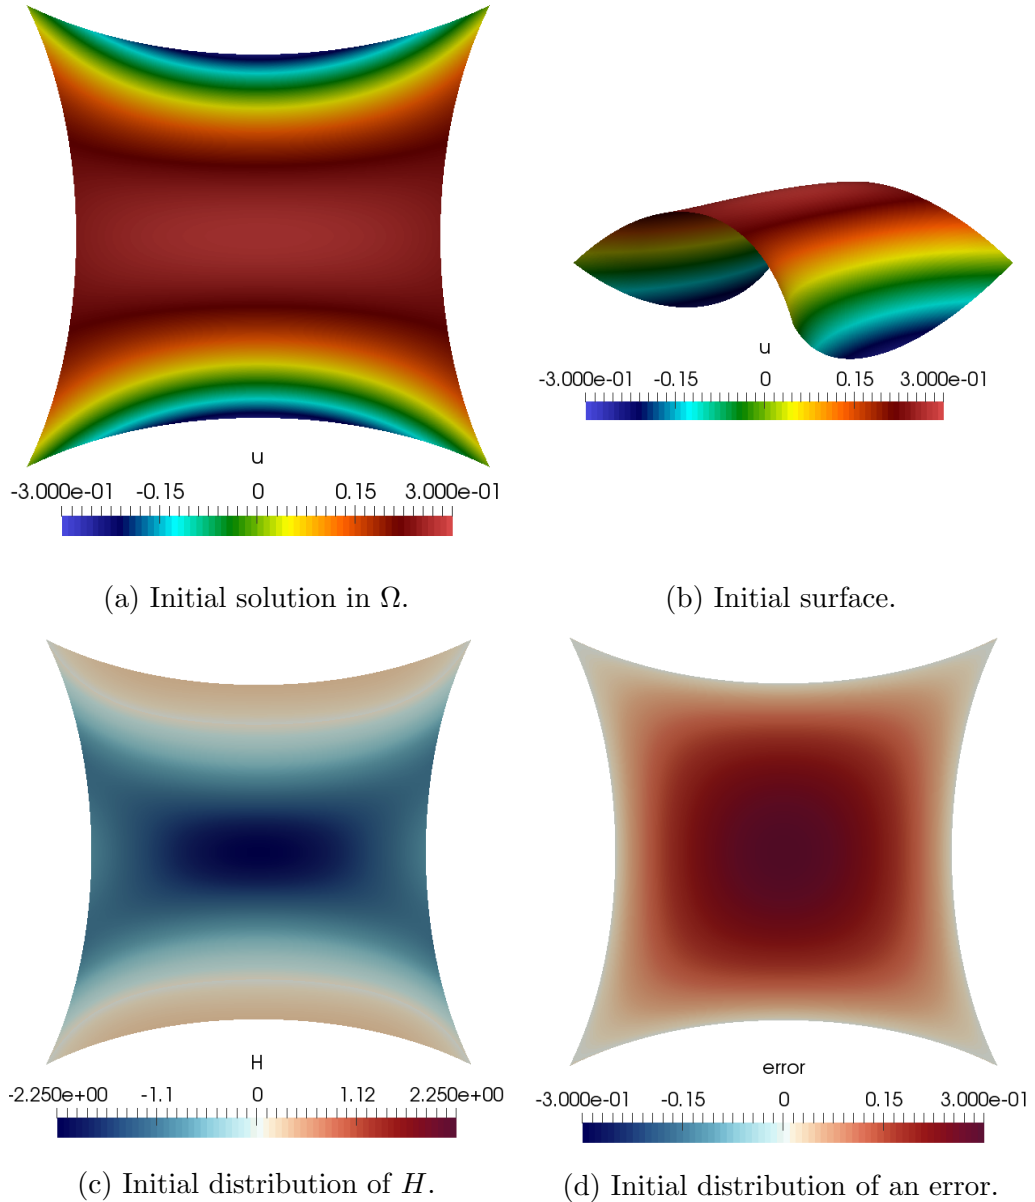 u
-3.000e-01 -0.15 0 0.15 3.000e-01
u
-3.000e-01 -0.15 0 0.15 3.000e-01
(a) Initial solution in Ω.
(b) Initial surface.
H
-2.250e+00 -1.1 0 1.12 2.250e+00
error
-3.000e-01 -0.15 0 0.15 3.000e-01
(c) Initial distribution of H.
(d) Initial distribution of an error.